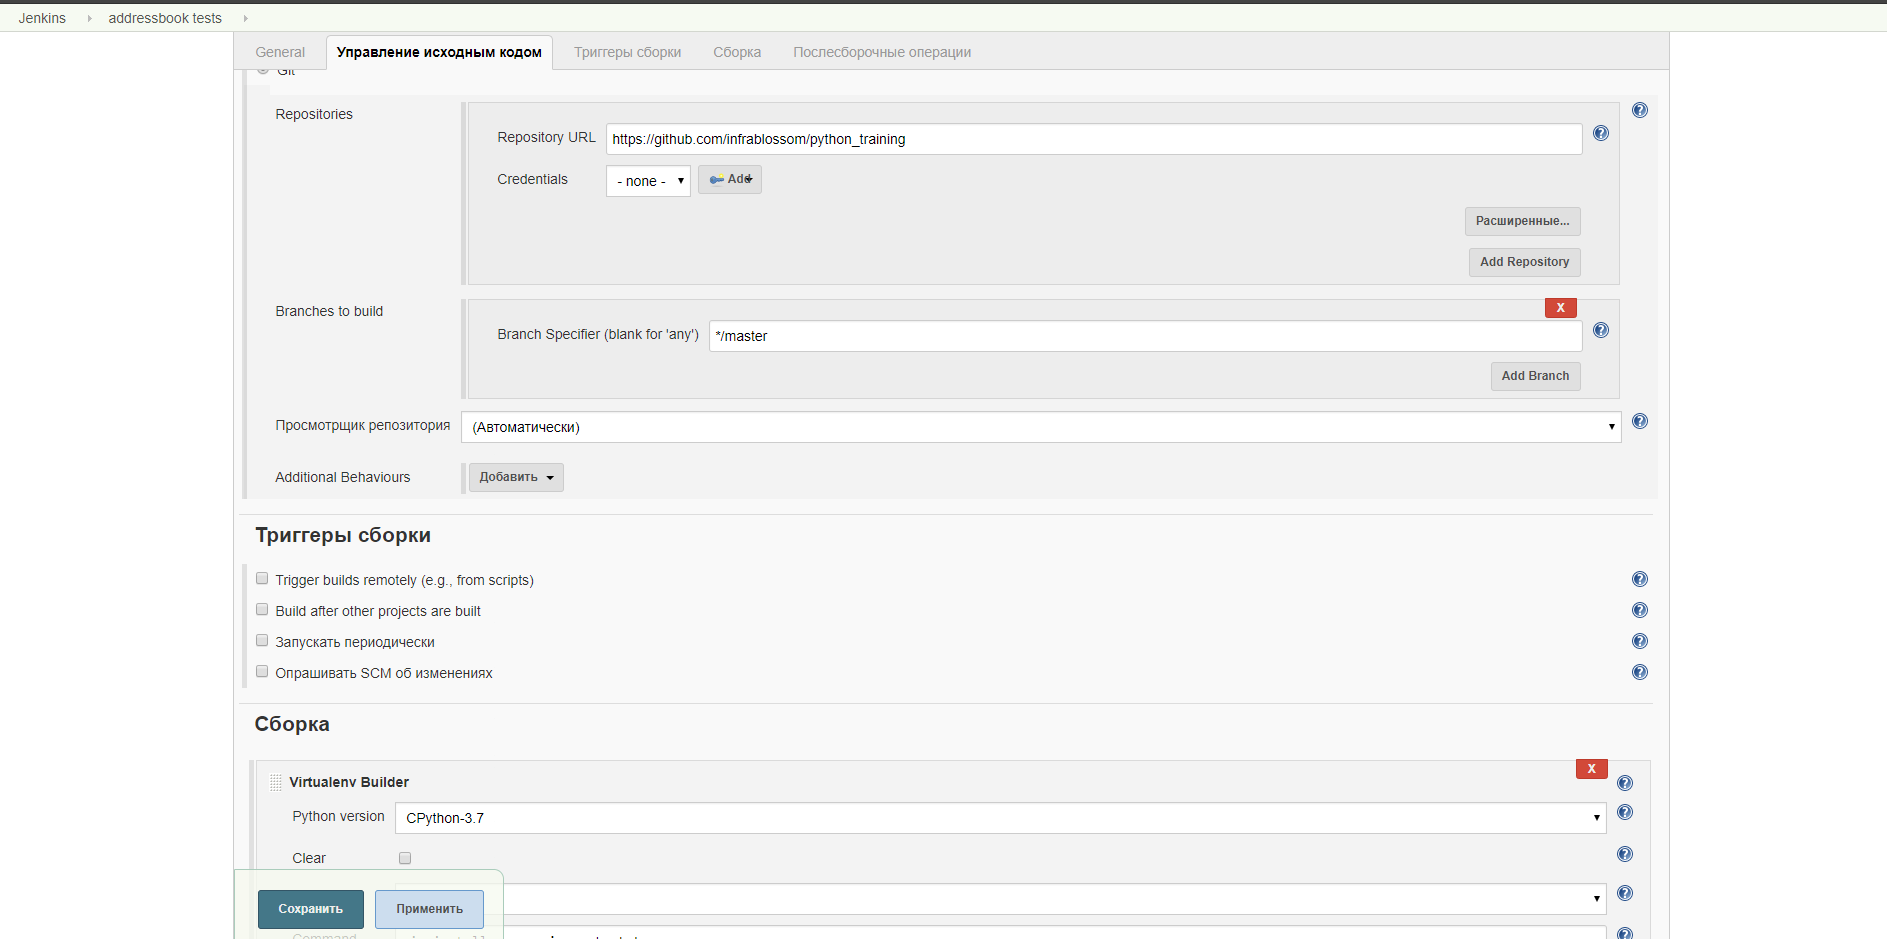 Jenkins addressbook tests
General Управление исходным кодом Триггеры сборки Сборка Послесборочные операции
Git
Repositories
Repository URL https://github.com/infrablossom/python_training
Credentials - none - Add
Расширенные...
Add Repository
Branches to build
X
Branch Specifier (blank for 'any') */master
Add Branch
Просмотрщик репозитория (Автоматически)
Additional Behaviours Добавить
Триггеры сборки
Trigger builds remotely (e.g., from scripts)
Build after other projects are built
Запускать периодически
Опрашивать SCM об изменениях
Сборка
X
Virtualenv Builder
Python version CPython-3.7
Clear
Сохранить Применить
Command